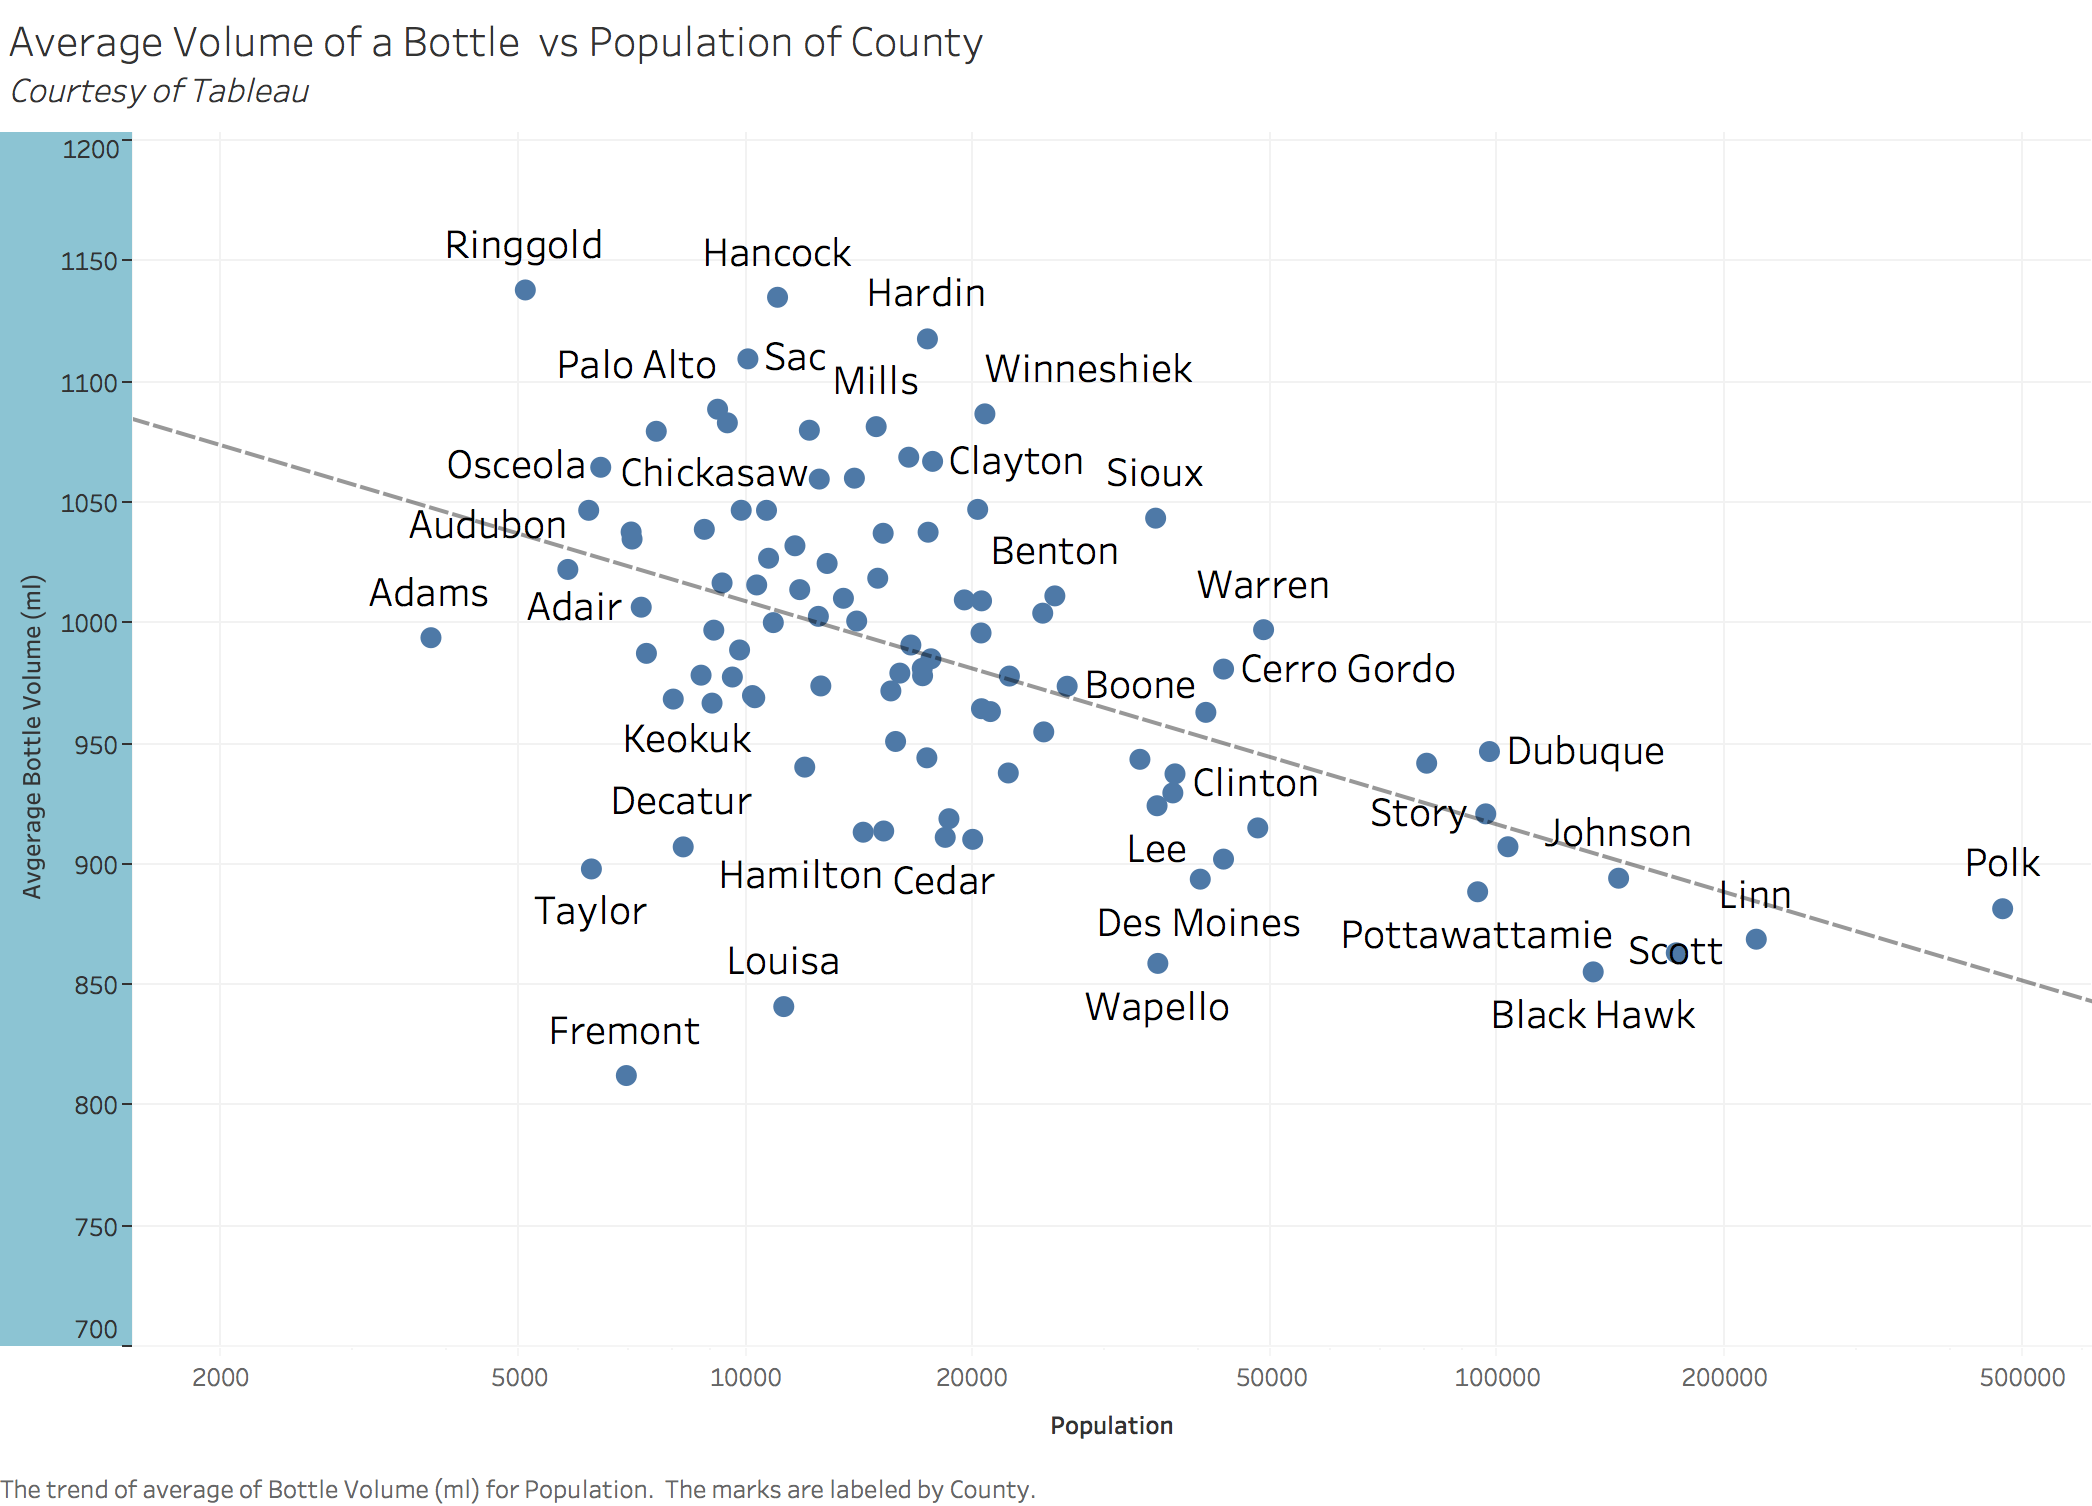 Average Volume of a Bottle  vs Population of County
Courtesy of Tableau
1200
Ringgold
Hancock
1150
Hardin
Palo Alto
Sac
Mills
Winneshiek
1100
Osceola
Chickasaw
Clayton
Sioux
1050
Audubon
Benton
Adams
Adair
Warren
1000
Cerro Gordo
Boone
Keokuk
950
Dubuque
Clinton
Decatur
Story
Johnson
Lee
900
Polk
Hamilton
Cedar
Linn
Taylor
Des Moines
Pottawattamie
Scott
Louisa
850
Wapello
Black Hawk
Fremont
800
750
700
Avgerage Bottle Volume (ml)
2000 5000 10000 20000 50000 100000 200000 500000
Population
The trend of average of Bottle Volume (ml) for Population.  The marks are labeled by County.